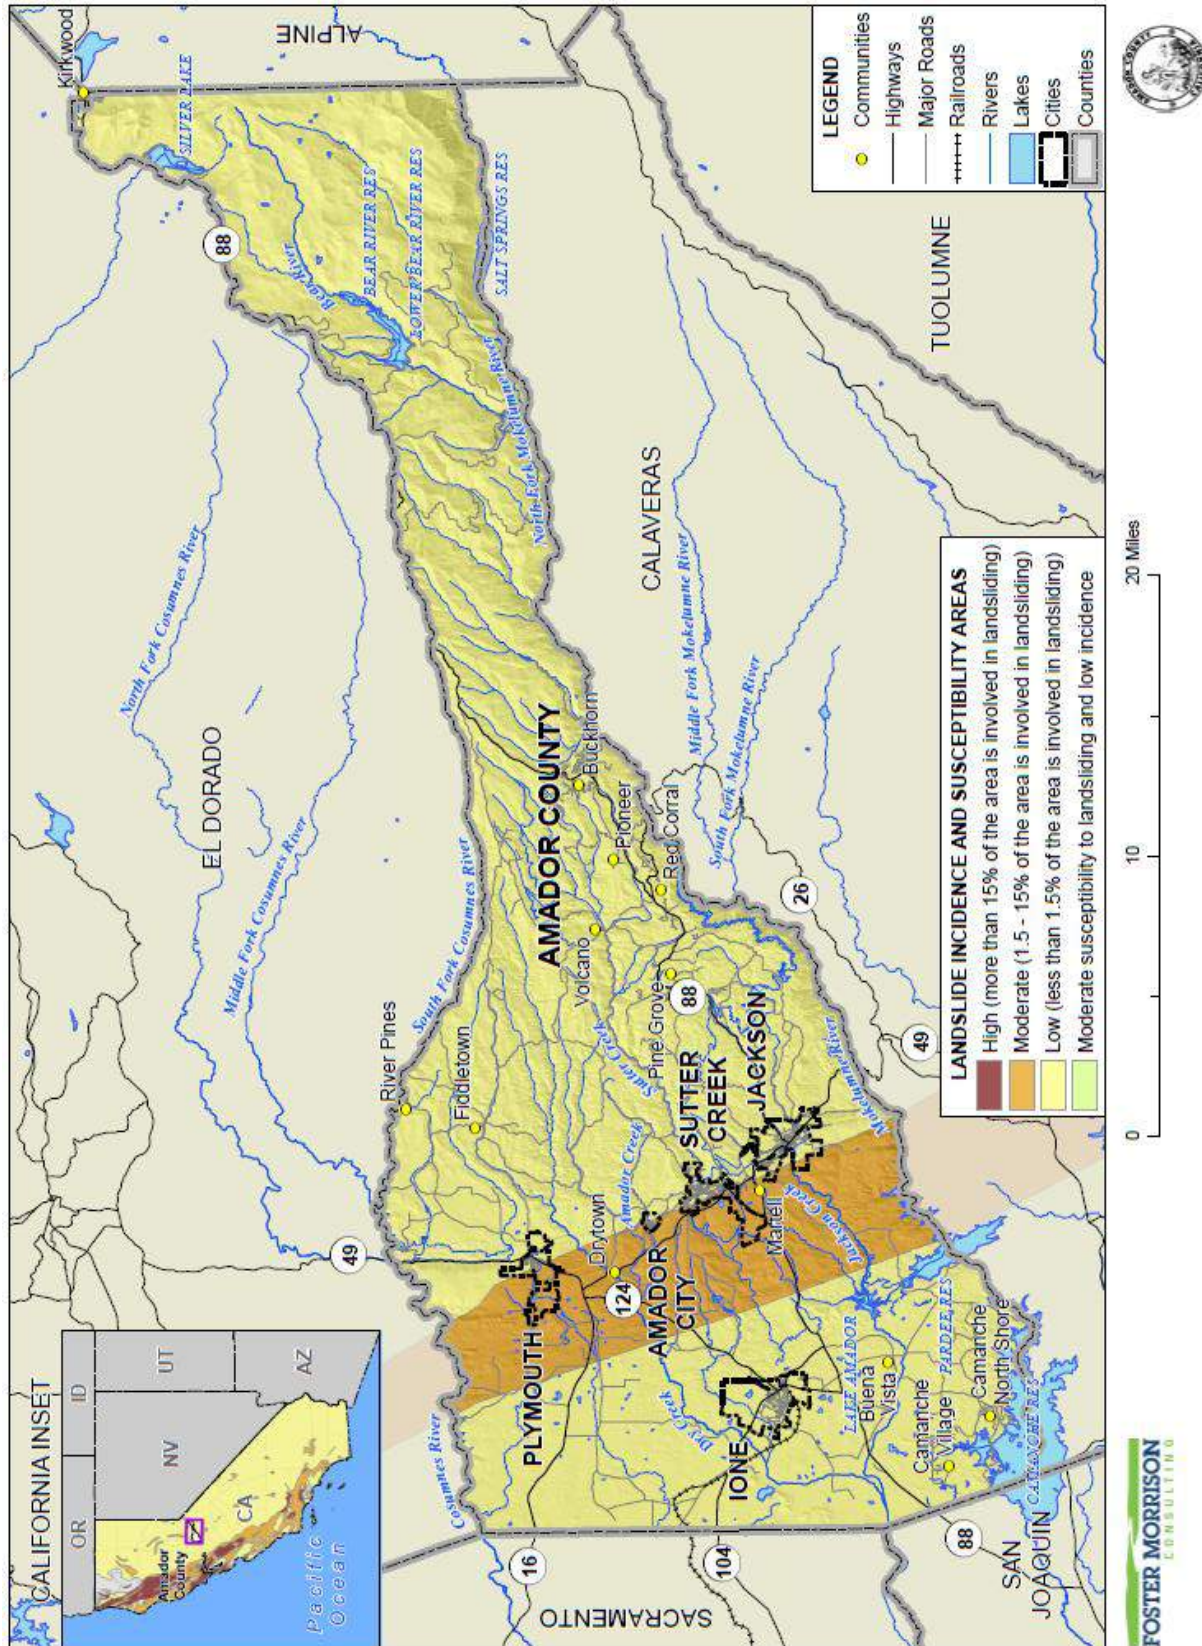 CALIFORNIA INSET
OR
ID
NV
UT
CA
AZ
Amador
County
Pacific
Ocean
ALPINE
Kirkwood
SILVER LAKE
88
Bear River
BEAR RIVER RES
LOWER BEAR RIVER RES
SALT SPRINGS RES
North Fork Mokelumne River
North Fork Cosumnes River
EL DORADO
Middle Fork Cosumnes River
South Fork Cosumnes River
River Pines
Fiddletown
AMADOR COUNTY
Buckhorn
Pioneer
Red Corral
Volcano
Pine Grove
88
Sutter Creek
Amador Creek
SUTTER
CREEK
JACKSON
Mokelumne River
49
PLYMOUTH
Drytown
124
AMADOR
CITY
Martell
Jackson Creek
Cosumnes River
16
Dry Creek
IONE
104
LAKE AMADOR
Buena
Vista
PARDEE RES
Camanche
Village
Camanche
North Shore
CAMANCHE RES
88
SACRAMENTO
SAN
JOAQUIN
CALAVERAS
Middle Fork Mokelumne River
South Fork Mokelumne River
26
49
TUOLUMNE
LEGEND
Communities
Highways
Major Roads
Railroads
Rivers
Lakes
Cities
Counties
LANDSLIDE INCIDENCE AND SUSCEPTIBILITY AREAS
High (more than 15% of the area is involved in landsliding)
Moderate (1.5 - 15% of the area is involved in landsliding)
Low (less than 1.5% of the area is involved in landsliding)
Moderate susceptibility to landsliding and low incidence
0
10
20 Miles
FOSTER MORRISON
CONSULTING
AMADOR COUNTY